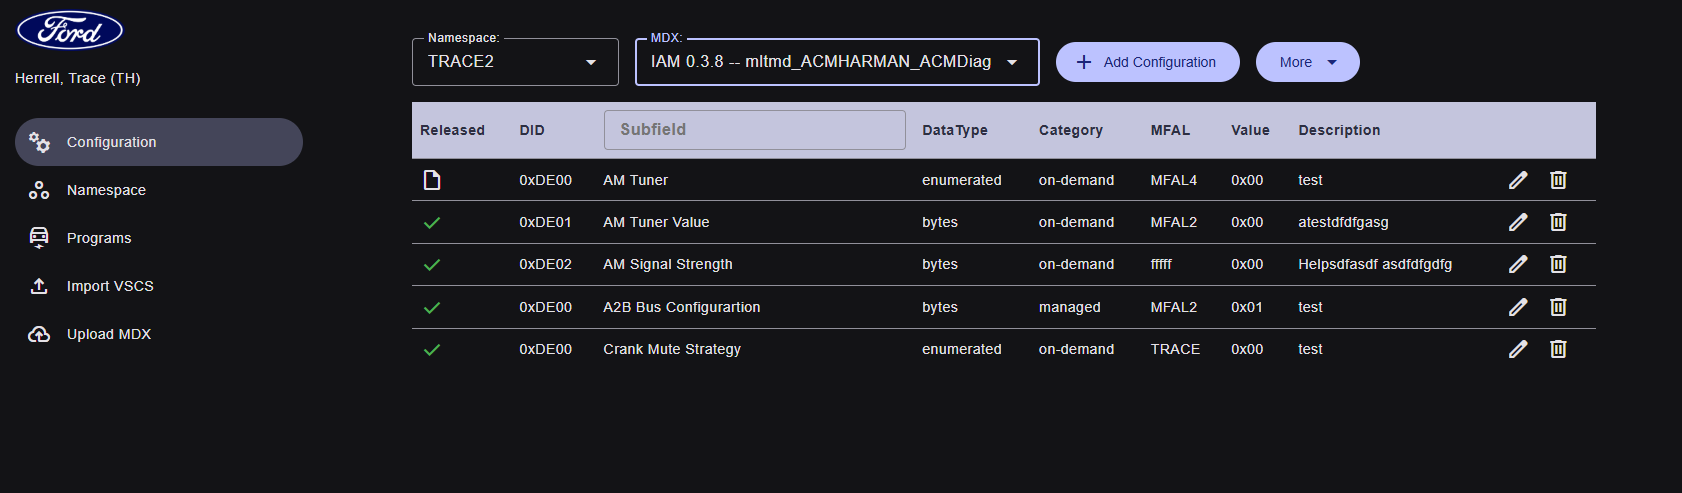 Ford
Herrell, Trace (TH)
Configuration
Namespace
Programs
Import VSCS
Upload MDX
Namespace:
TRACE2
MDX:
IAM 0.3.8 -- mltmd_ACMHARMAN_ACMDiag
Add Configuration
More
Released DID Subfield DataType Category MFAL Value Description
0xDE00 AM Tuner enumerated on-demand MFAL4 0x00 test
0xDE01 AM Tuner Value bytes on-demand MFAL2 0x00 atestdfdfgasg
0xDE02 AM Signal Strength bytes on-demand fffff 0x00 Helpsdfasdf asdfdfgdfg
0xDE00 A2B Bus Configurartion bytes managed MFAL2 0x01 test
0xDE00 Crank Mute Strategy enumerated on-demand TRACE 0x00 test